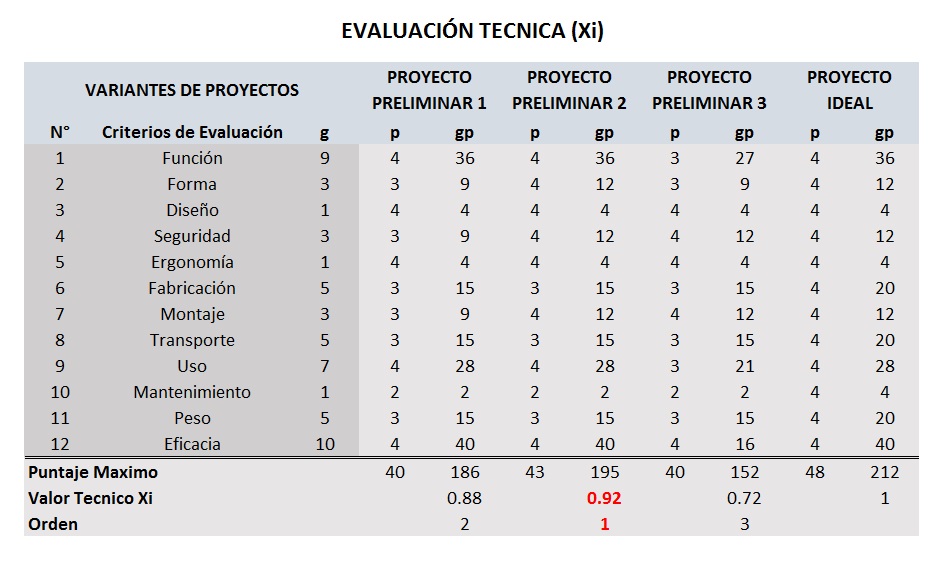 EVALUACIÓN TECNICA (Xi)
VARIANTES DE PROYECTOS PROYECTO PRELIMINAR 1 PROYECTO PRELIMINAR 2 PROYECTO PRELIMINAR 3 PROYECTO IDEAL
N° Criterios de Evaluación g p gp p gp p gp p gp
1 Función 9 4 36 4 36 3 27 4 36
2 Forma 3 3 9 4 12 3 9 4 12
3 Diseño 1 4 4 4 4 4 4 4 4
4 Seguridad 3 3 9 4 12 4 12 4 12
5 Ergonomía 1 4 4 4 4 4 4 4 4
6 Fabricación 5 3 15 3 15 3 15 4 20
7 Montaje 3 3 9 4 12 4 12 4 12
8 Transporte 5 3 15 3 15 3 15 4 20
9 Uso 7 4 28 4 28 3 21 4 28
10 Mantenimiento 1 2 2 2 2 2 2 4 4
11 Peso 5 3 15 3 15 3 15 4 20
12 Eficacia 10 4 40 4 40 4 16 4 40
Puntaje Maximo 40 186 43 195 40 152 48 212
Valor Tecnico Xi 0.88 0.92 0.72 1
Orden 2 1 3